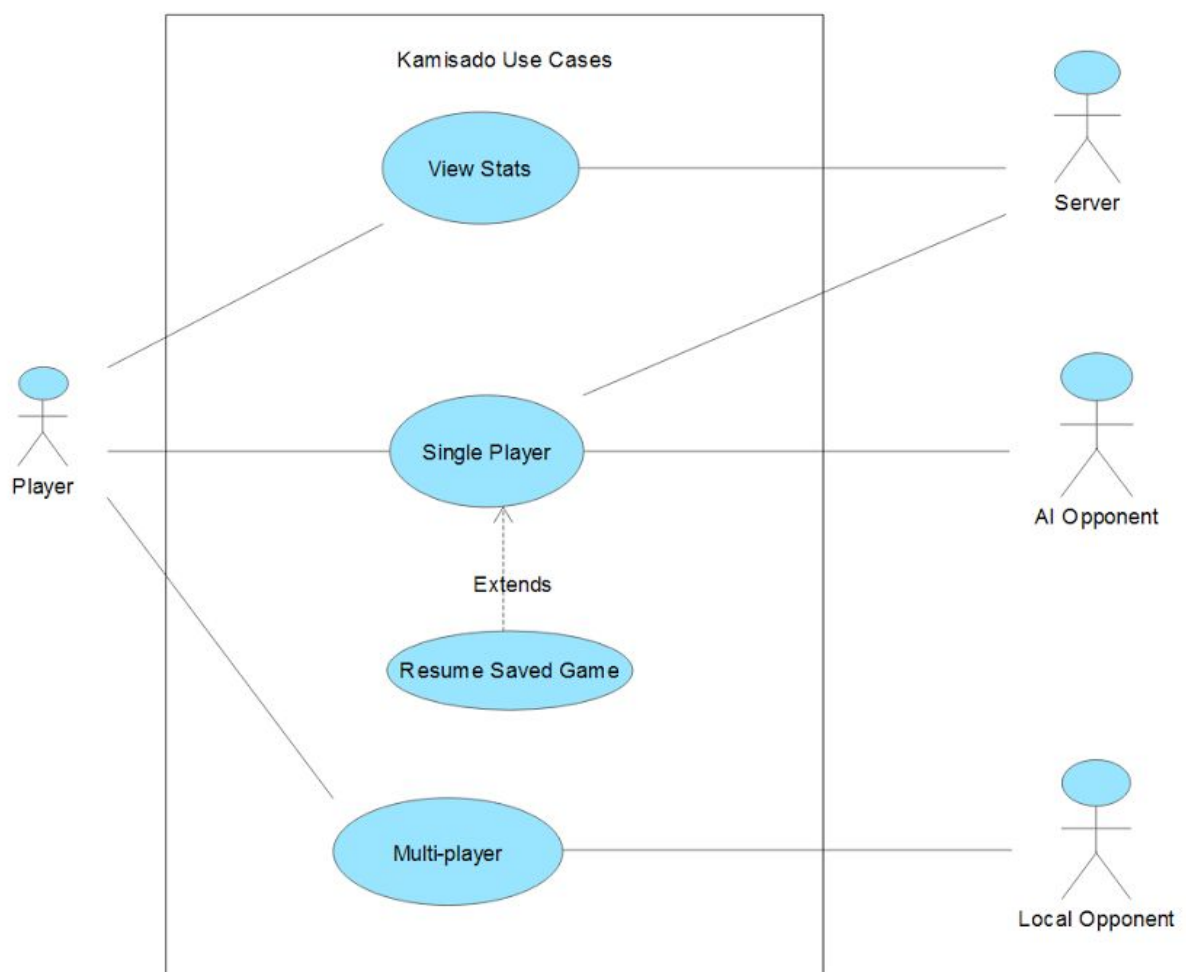 Kamisado Use Cases
View Stats
Server
Single Player
Player
AI Opponent
Extends
Resume Saved Game
Multi-player
Local Opponent